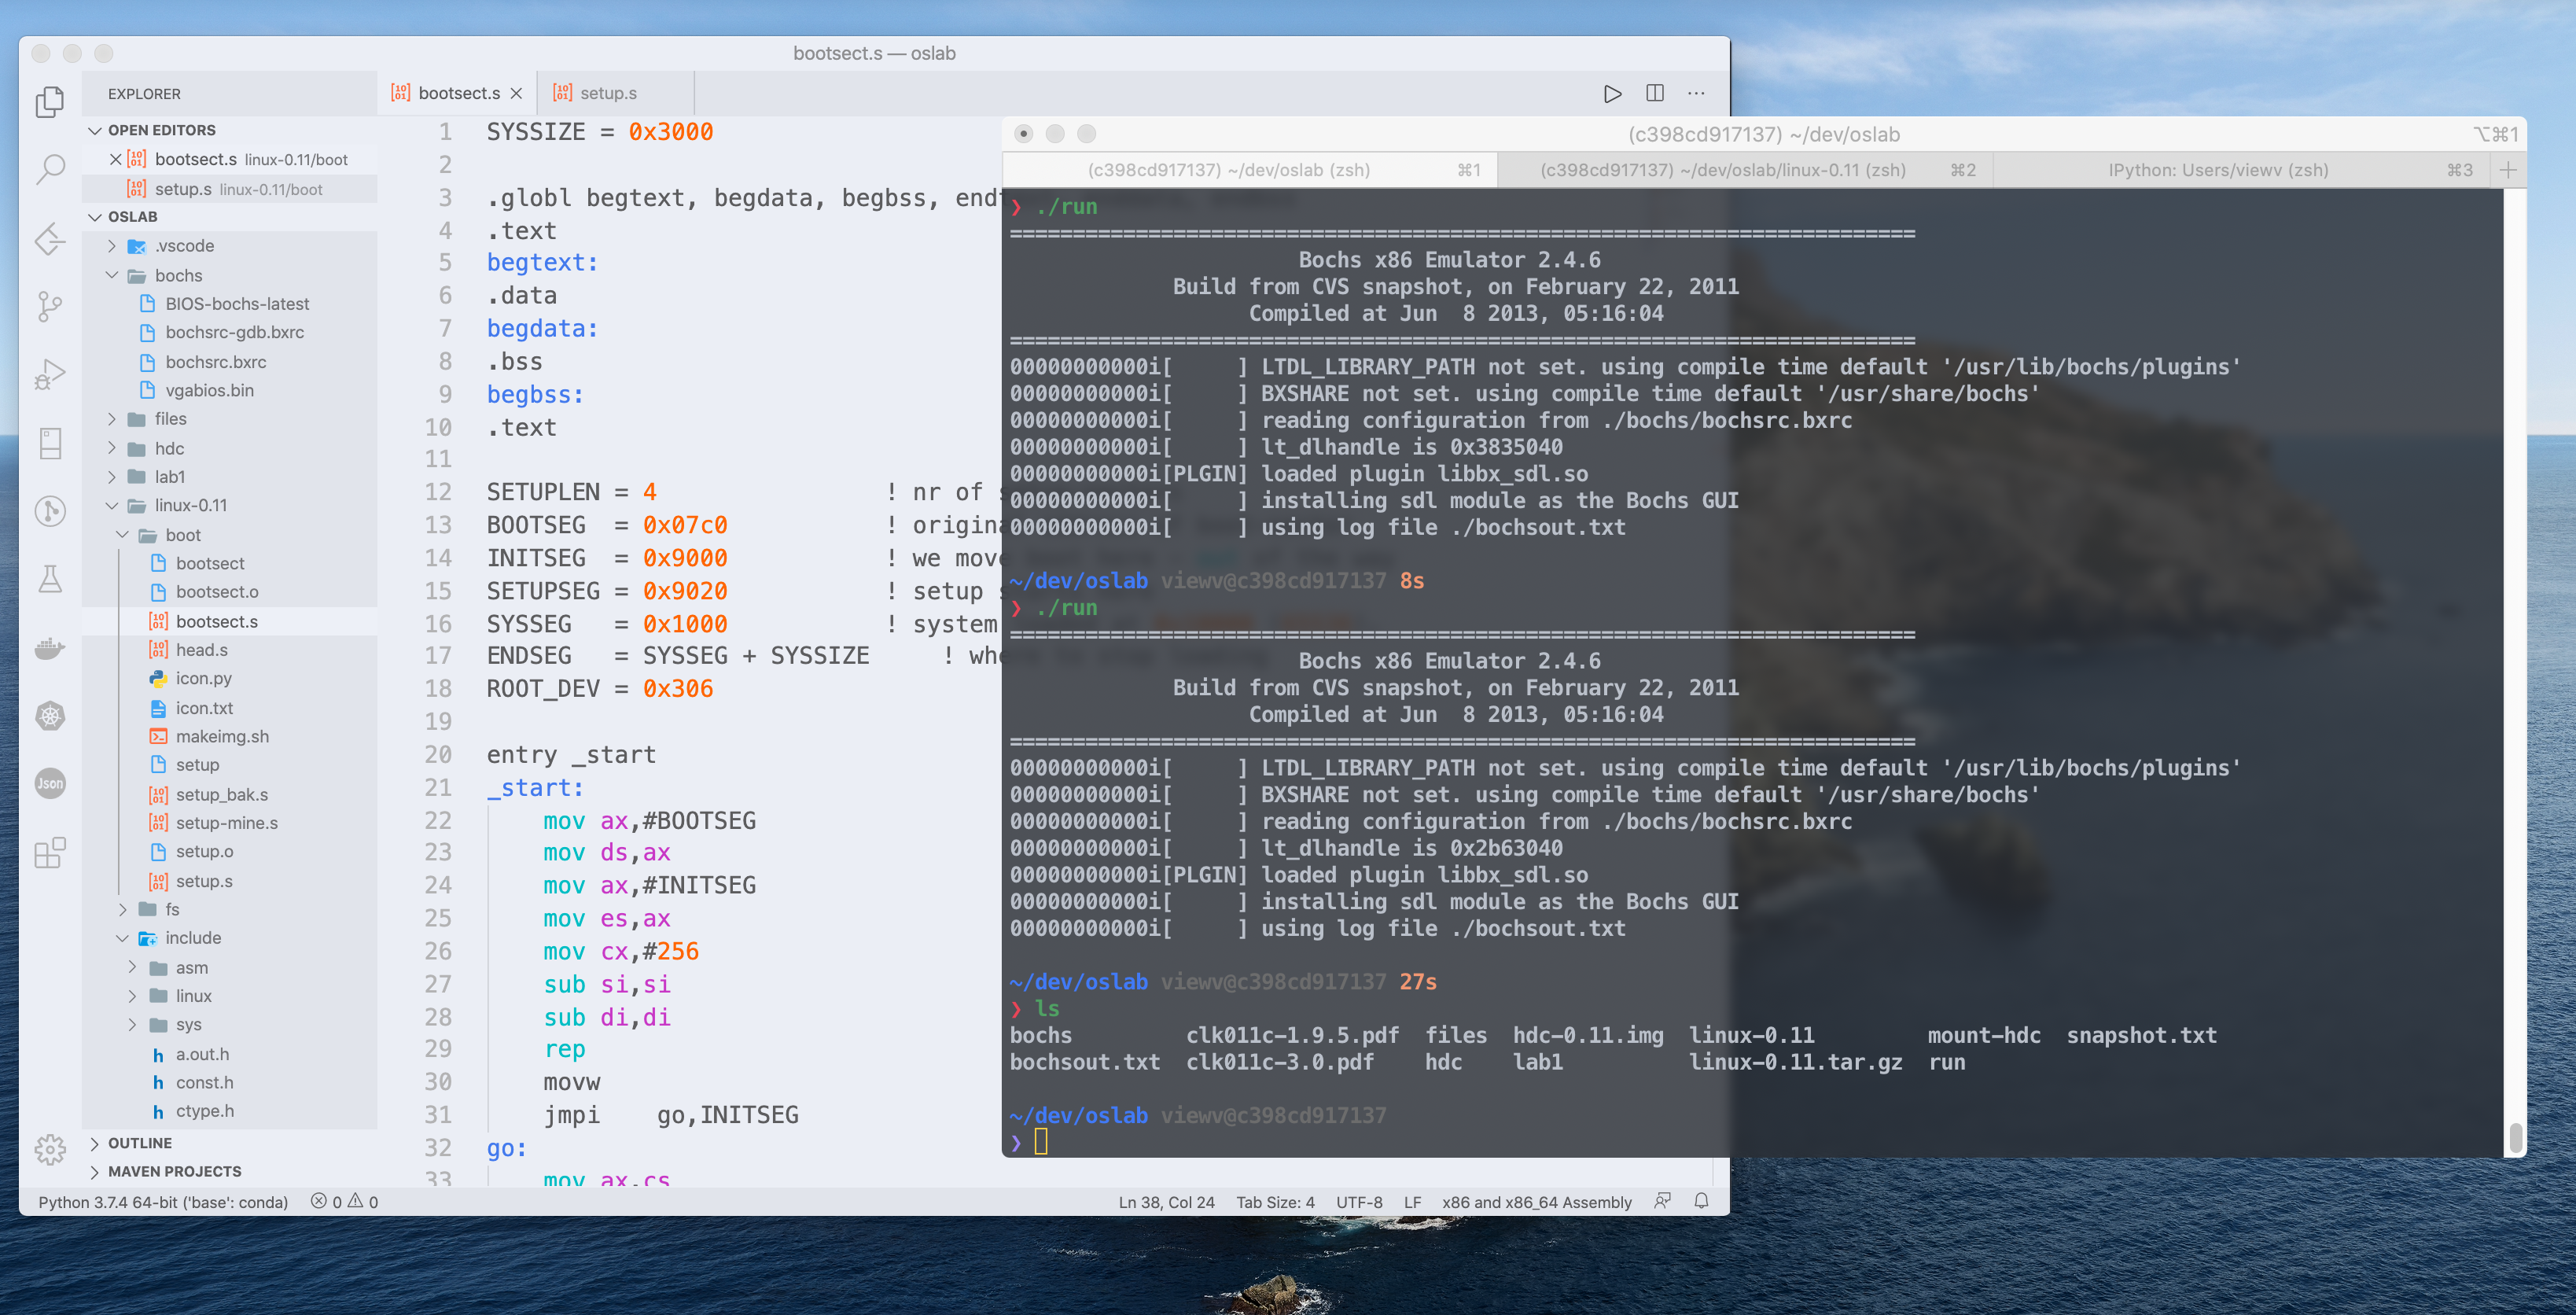 bootsect.s — oslab
EXPLORER
OPEN EDITORS
bootsect.s linux-0.11/boot
setup.s linux-0.11/boot
OSLAB
.vscode
bochs
BIOS-bochs-latest
bochsrc-gdb.bxrc
bochsrc.bxrc
vgabios.bin
files
hdc
lab1
linux-0.11
boot
bootsect
bootsect.o
bootsect.s
head.s
icon.py
icon.txt
makeimg.sh
setup
setup_bak.s
setup-mine.s
setup.o
setup.s
fs
include
asm
linux
sys
a.out.h
const.h
ctype.h
OUTLINE
MAVEN PROJECTS
Json
bootsect.s setup.s
1 SYSSIZE = 0x3000
2
3 .globl begtext, begdata, begbss,
4 .text
5 begtext:
6 .data
7 begdata:
8 .bss
9 begbss:
10 .text
11
12 SETUPLEN = 4 ! nr of
13 BOOTSEG = 0x07c0 !
14 INITSEG = 0x9000 ! we move
15 SETUPSEG = 0x9020 ! setup
16 SYSSEG = 0x1000 ! system
17 ENDSEG = SYSSEG + SYSSIZE !
18 ROOT_DEV = 0x306
19
20 entry _start
21 _start:
22 mov ax,#BOOTSEG
23 mov ds,ax
24 mov ax,#INITSEG
25 mov es,ax
26 mov cx,#256
27 sub si,si
28 sub di,di
29 rep
30 movw
31 jmpi go,INITSEG
32 go:
33 mov ax,cs
Python 3.7.4 64-bit ('base': conda) 0 0 Ln 38, Col 24 Tab Size: 4 UTF-8 LF x86 and x86_64 Assembly
(c398cd917137) ~/dev/oslab ⌥⌘1
(c398cd917137) ~/dev/oslab (zsh) ⌘1 (c398cd917137) ~/dev/oslab/linux-0.11 (zsh) ⌘2 IPython: Users/viewv (zsh) ⌘3 +
❯ ./run
========================================================================
Bochs x86 Emulator 2.4.6
Build from CVS snapshot, on February 22, 2011
Compiled at Jun  8 2013, 05:16:04
========================================================================
00000000000i[     ] LTDL_LIBRARY_PATH not set. using compile time default '/usr/lib/bochs/plugins'
00000000000i[     ] BXSHARE not set. using compile time default '/usr/share/bochs'
00000000000i[     ] reading configuration from ./bochs/bochsrc.bxrc
00000000000i[     ] lt_dlhandle is 0x3835040
00000000000i[PLGIN] loaded plugin libbx_sdl.so
00000000000i[     ] installing sdl module as the Bochs GUI
00000000000i[     ] using log file ./bochsout.txt
~/dev/oslab viewv@c398cd917137 8s
❯ ./run
========================================================================
Bochs x86 Emulator 2.4.6
Build from CVS snapshot, on February 22, 2011
Compiled at Jun  8 2013, 05:16:04
========================================================================
00000000000i[     ] LTDL_LIBRARY_PATH not set. using compile time default '/usr/lib/bochs/plugins'
00000000000i[     ] BXSHARE not set. using compile time default '/usr/share/bochs'
00000000000i[     ] reading configuration from ./bochs/bochsrc.bxrc
00000000000i[     ] lt_dlhandle is 0x2b63040
00000000000i[PLGIN] loaded plugin libbx_sdl.so
00000000000i[     ] installing sdl module as the Bochs GUI
00000000000i[     ] using log file ./bochsout.txt
~/dev/oslab viewv@c398cd917137 27s
❯ ls
bochs clk011c-1.9.5.pdf files hdc-0.11.img linux-0.11 mount-hdc snapshot.txt
bochsout.txt clk011c-3.0.pdf hdc lab1 linux-0.11.tar.gz run
~/dev/oslab viewv@c398cd917137
❯